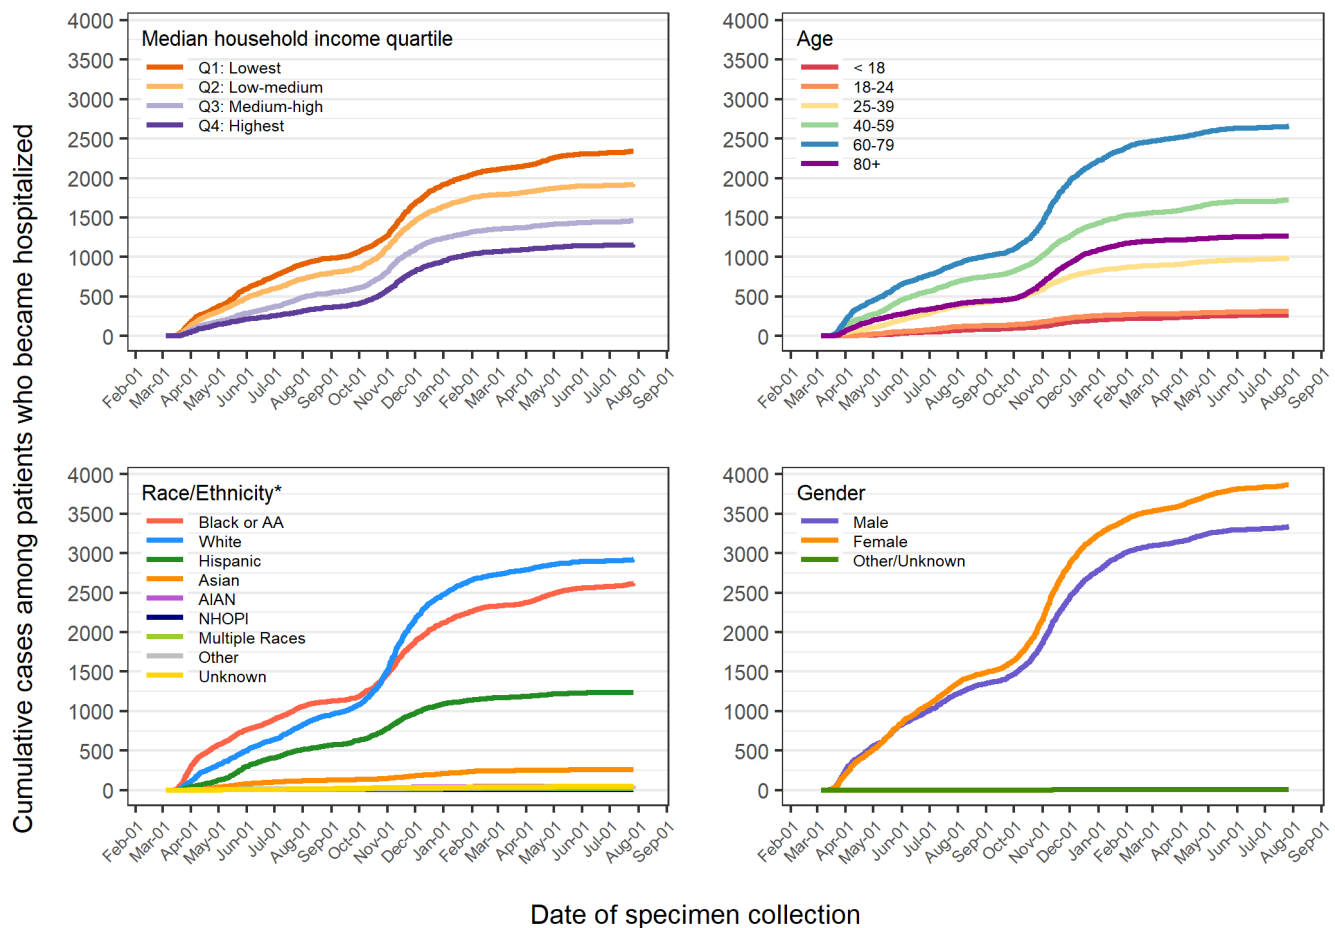 Cumulative cases among patients who became hospitalized
Median household income quartile
Q1: Lowest
Q2: Low-medium
Q3: Medium-high
Q4: Highest
4000
3500
3000
2500
2000
1500
1000
500
0
Feb-01 Mar-01 Apr-01 May-01 Jun-01 Jul-01 Aug-01 Sep-01 Oct-01 Nov-01 Dec-01 Jan-01 Feb-01 Mar-01 Apr-01 May-01 Jun-01 Jul-01 Aug-01 Sep-01
Age
< 18
18-24
25-39
40-59
60-79
80+
4000
3500
3000
2500
2000
1500
1000
500
0
Feb-01 Mar-01 Apr-01 May-01 Jun-01 Jul-01 Aug-01 Sep-01 Oct-01 Nov-01 Dec-01 Jan-01 Feb-01 Mar-01 Apr-01 May-01 Jun-01 Jul-01 Aug-01 Sep-01
Race/Ethnicity*
Black or AA
White
Hispanic
Asian
AIAN
NHOPI
Multiple Races
Other
Unknown
4000
3500
3000
2500
2000
1500
1000
500
0
Feb-01 Mar-01 Apr-01 May-01 Jun-01 Jul-01 Aug-01 Sep-01 Oct-01 Nov-01 Dec-01 Jan-01 Feb-01 Mar-01 Apr-01 May-01 Jun-01 Jul-01 Aug-01 Sep-01
Gender
Male
Female
Other/Unknown
4000
3500
3000
2500
2000
1500
1000
500
0
Feb-01 Mar-01 Apr-01 May-01 Jun-01 Jul-01 Aug-01 Sep-01 Oct-01 Nov-01 Dec-01 Jan-01 Feb-01 Mar-01 Apr-01 May-01 Jun-01 Jul-01 Aug-01 Sep-01
Date of specimen collection